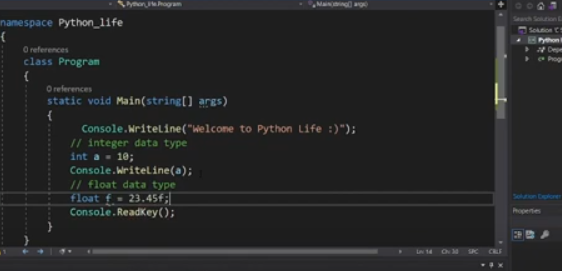 Python_life.Program
Main(string[] args)
namespace Python_life
{
0 references
class Program
{
0 references
static void Main(string[] args)
{
Console.WriteLine("Welcome to Python Life :)");
// integer data type
int a = 10;
Console.WriteLine(a);
// float data type
float f = 23.45f;
Console.ReadKey();
}
}
Search Solution E
Solution 'C
Python
Depe
Prog
Solution Explorer
Properties
Ln 14
Ch: 30
SPC
CRLF